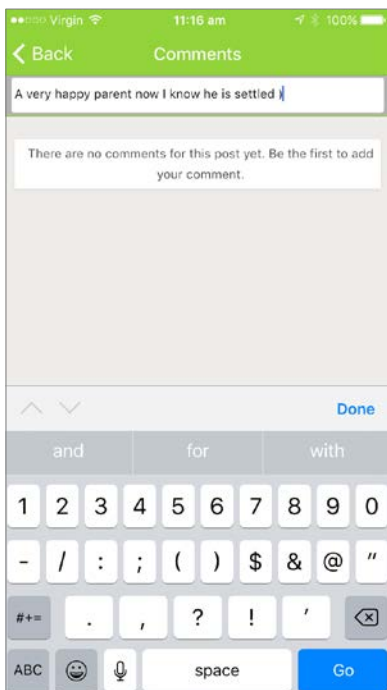 Virgin 11:16 am 100%
Back Comments
A very happy parent now I know he is settled )
There are no comments for this post yet. Be the first to add
your comment.
Done
and for with
1 2 3 4 5 6 7 8 9 0
- / : ; ( ) $ & @ "
#+= . , ? ! '
ABC space Go